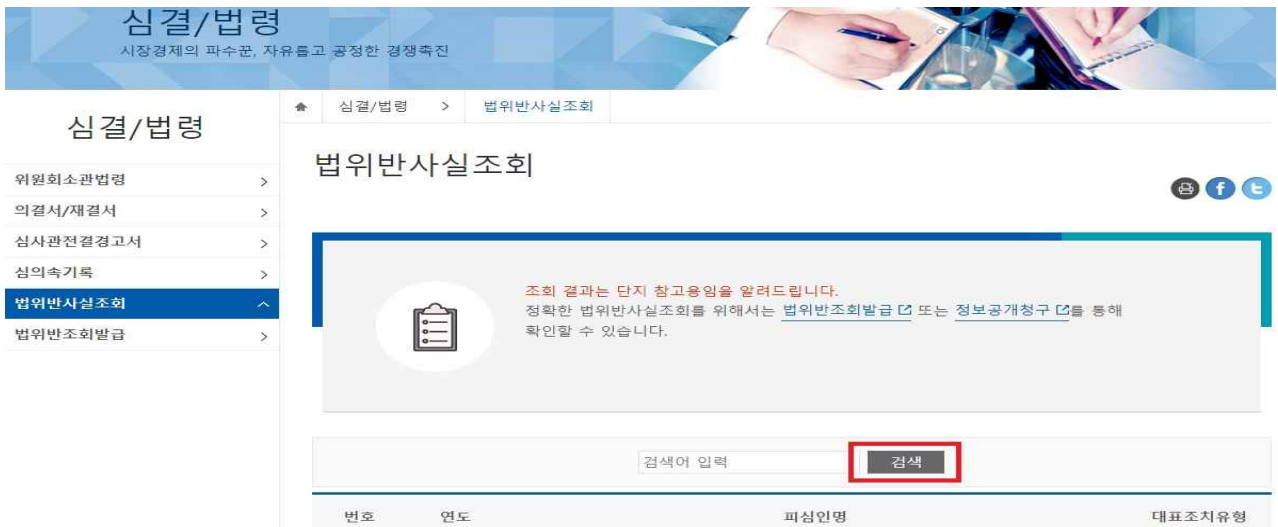 심결/법령
시장경제의 파수꾼, 자유롭고 공정한 경쟁촉진
심결/법령
위원회소관법령 >
의결서/재결서 >
심사관전결경고서 >
심의속기록 >
법위반사실조회
법위반조회발급 >
심결/법령 > 법위반사실조회
법위반사실조회
조회 결과는 단지 참고용임을 알려드립니다.
정확한 법위반사실조회를 위해서는 법위반조회발급 또는 정보공개청구 를 통해
확인할 수 있습니다.
검색어 입력 검색
번호 연도 피심인명 대표조치유형